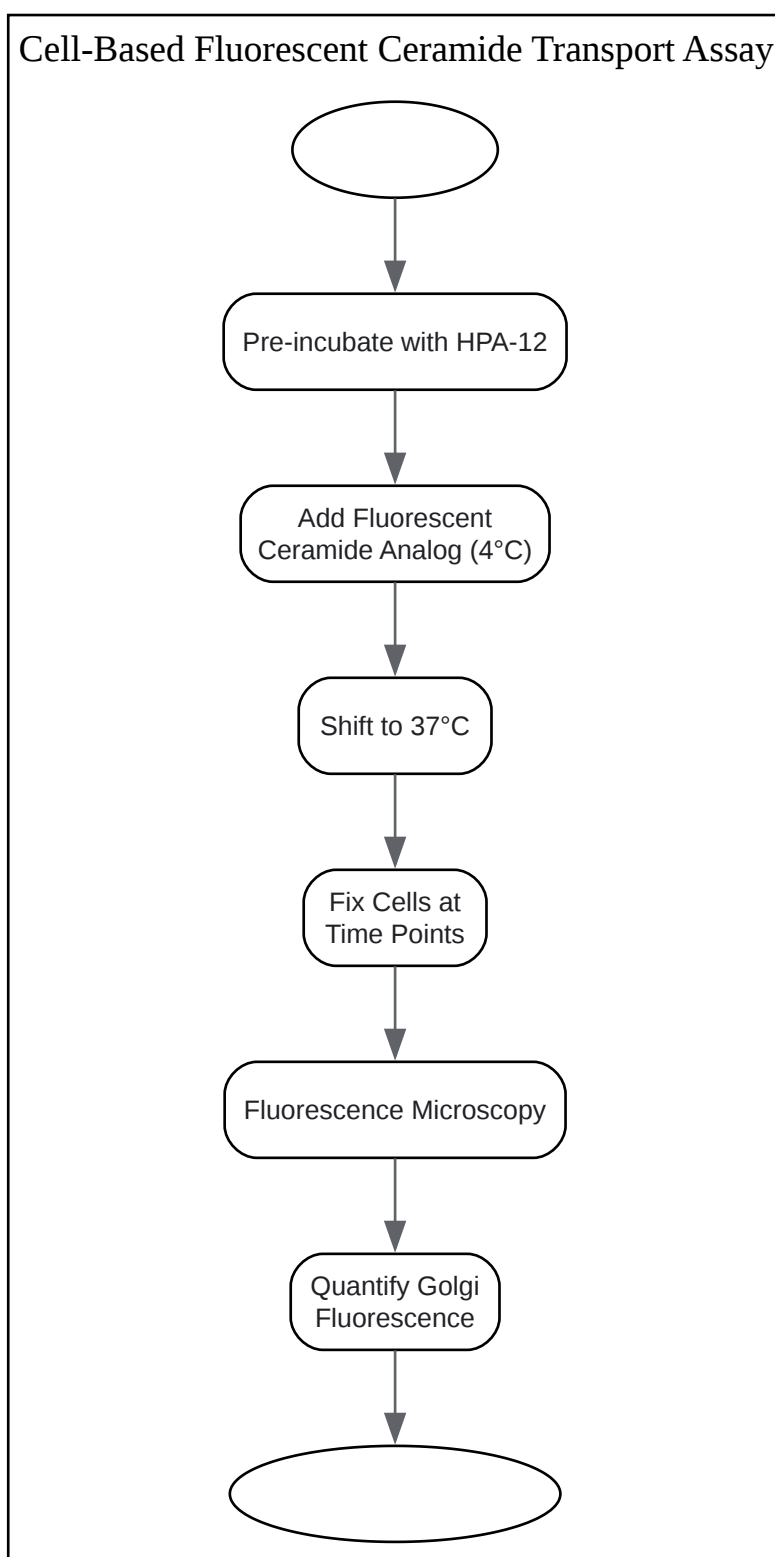 Cell-Based Fluorescent Ceramide Transport Assay
Pre-incubate with HPA-12
Add Fluorescent
Ceramide Analog (4°C)
Shift to 37°C
Fix Cells at
Time Points
Fluorescence Microscopy
Quantify Golgi
Fluorescence